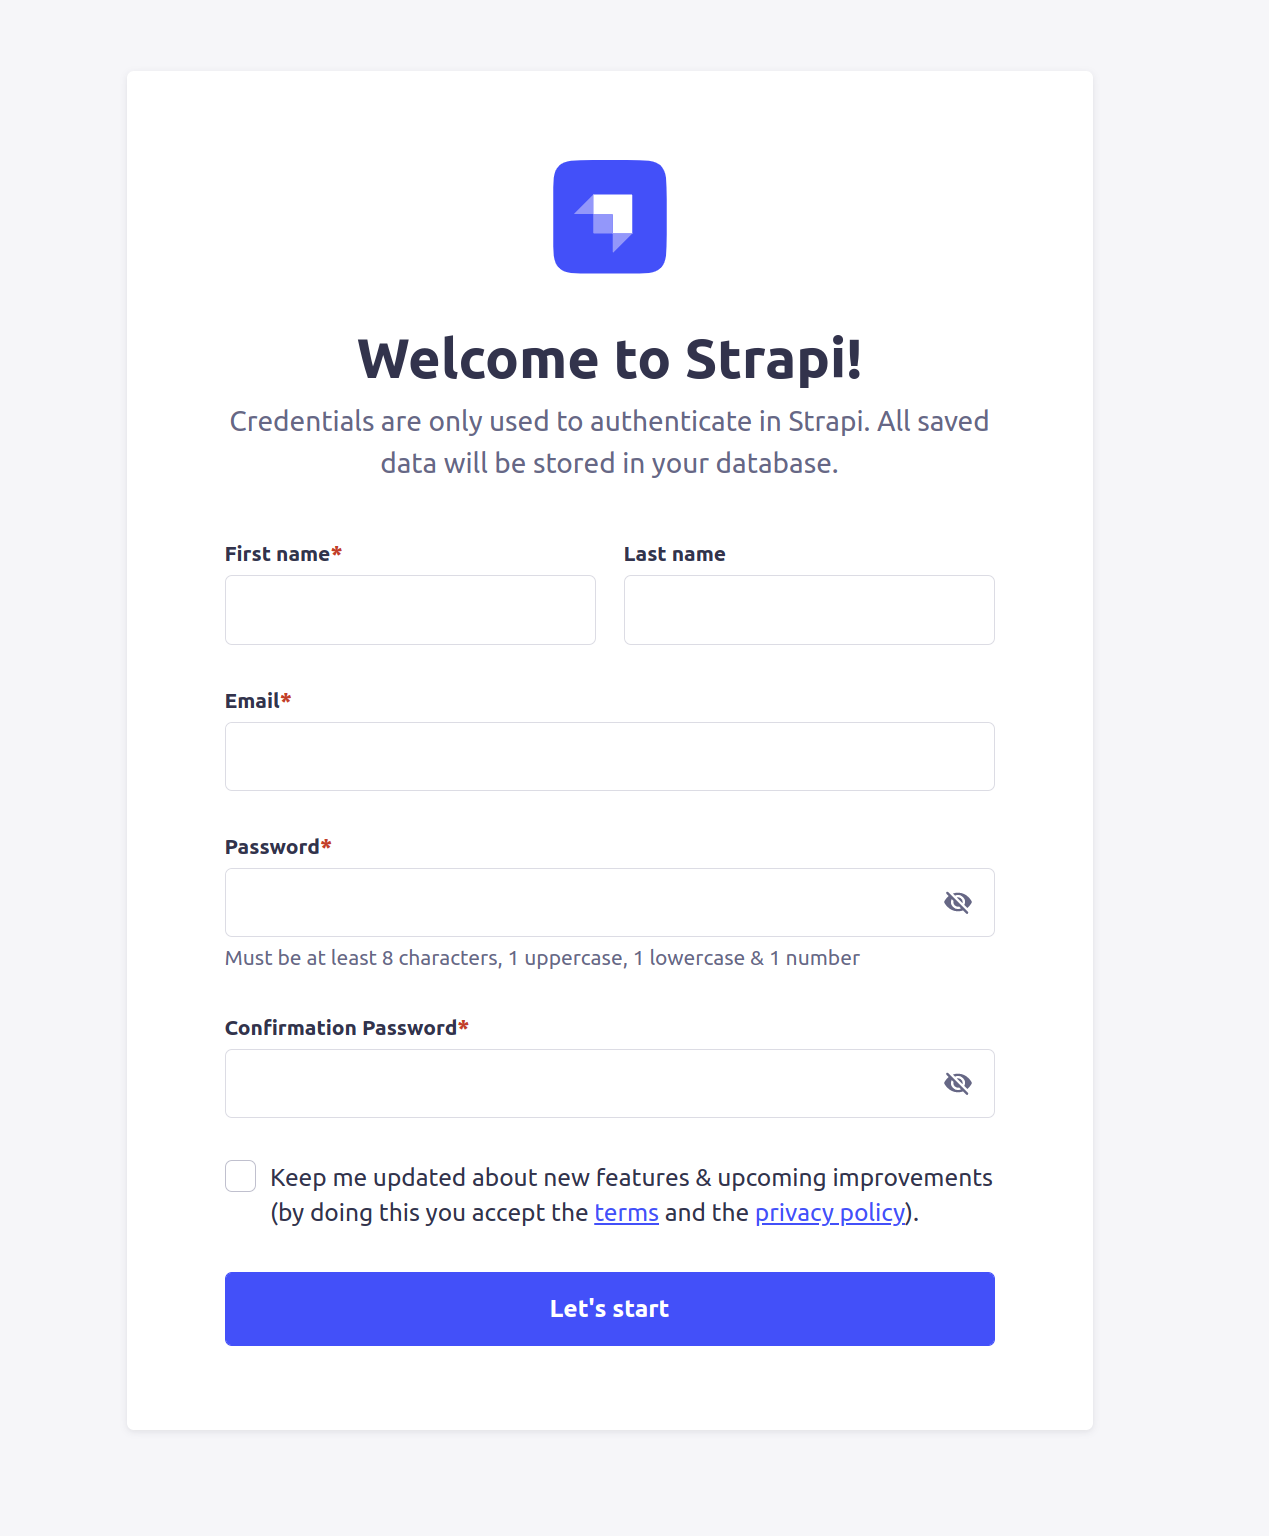 Welcome to Strapi!
Credentials are only used to authenticate in Strapi. All saved
data will be stored in your database.
First name*
Last name
Email*
Password*
Must be at least 8 characters, 1 uppercase, 1 lowercase & 1 number
Confirmation Password*
Keep me updated about new features & upcoming improvements
(by doing this you accept the terms and the privacy policy).
Let's start